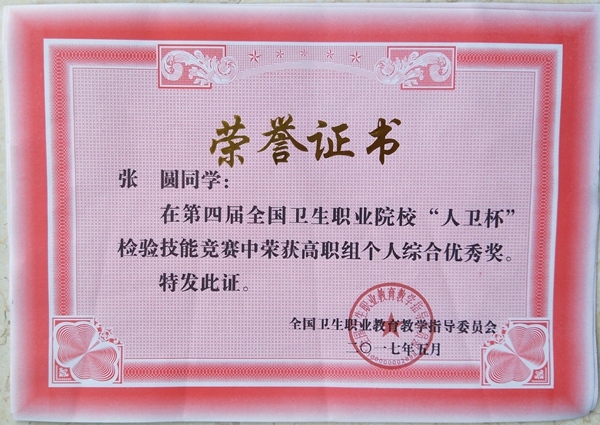 荣誉证书
张 圆同学：
在第四届全国卫生职业院校“人卫杯”
检验技能竞赛中荣获高职组个人综合优秀奖。
特发此证。
全国卫生职业教育教学指导委员会
二〇一七年五月